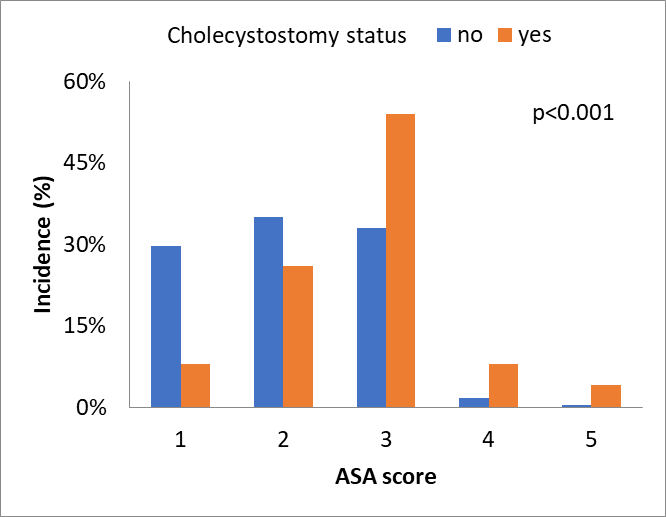 Cholecystostomy status no yes
60%
p<0.001
45%
30%
15%
0%
Incidence (%)
1 2 3 4 5
ASA score